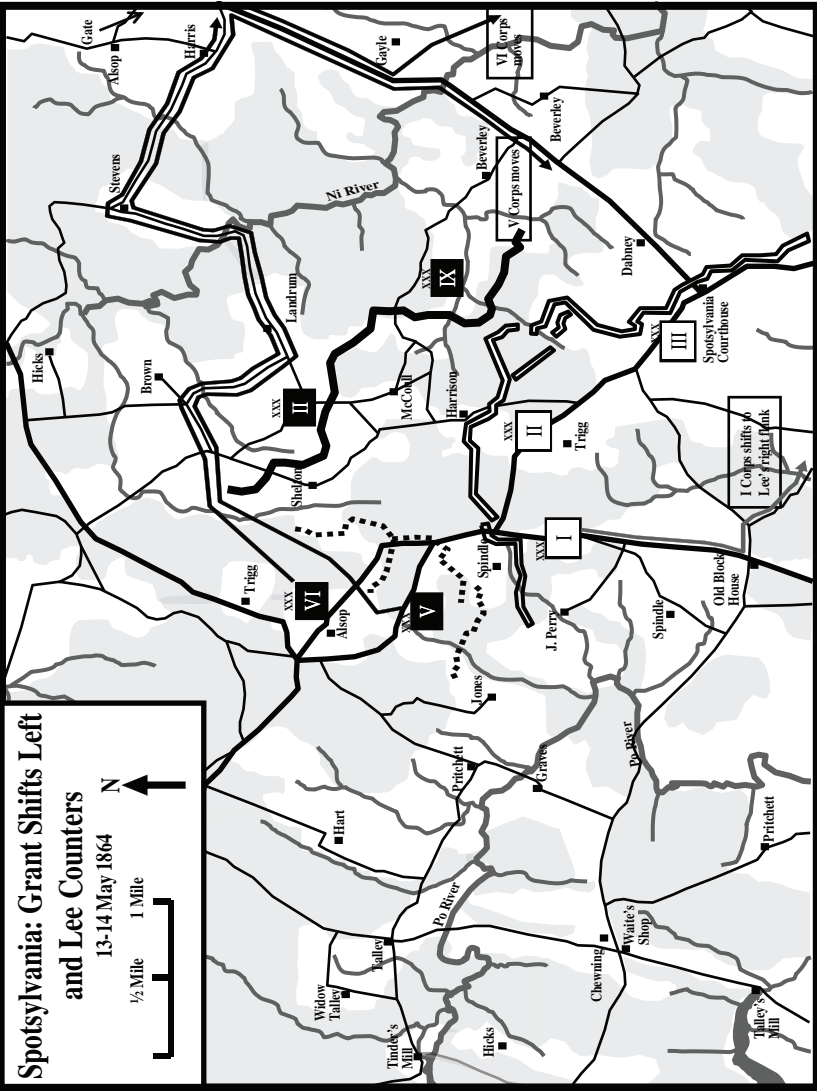 Spotsylvania: Grant Shifts Left
and Lee Counters
13-14 May 1864
N
½ Mile
1 Mile
Gate
Alsop
Harris
Gayle
VI Corps
moves
Stevens
Beverley
Beverley
V Corps moves
Ni River
Dabney
IX
XXX
Landrum
Hicks
Brown
XXX
II
McCoull
Harrison
XXX
III
Spotsylvania
Courthouse
XXX
II
Trigg
I Corps shifts to
Lee's right flank
Shelton
XXX
I
Spindle
Old Block
House
Trigg
XXX
VI
Alsop
XXX
V
J. Perry
Spindle
Jones
Po River
Pritchett
Graves
Hart
Pritchett
Po River
Talley
Waite's
Shop
Chewning
Widow
Talley
Tinder's
Mill
Hicks
Talley's
Mill